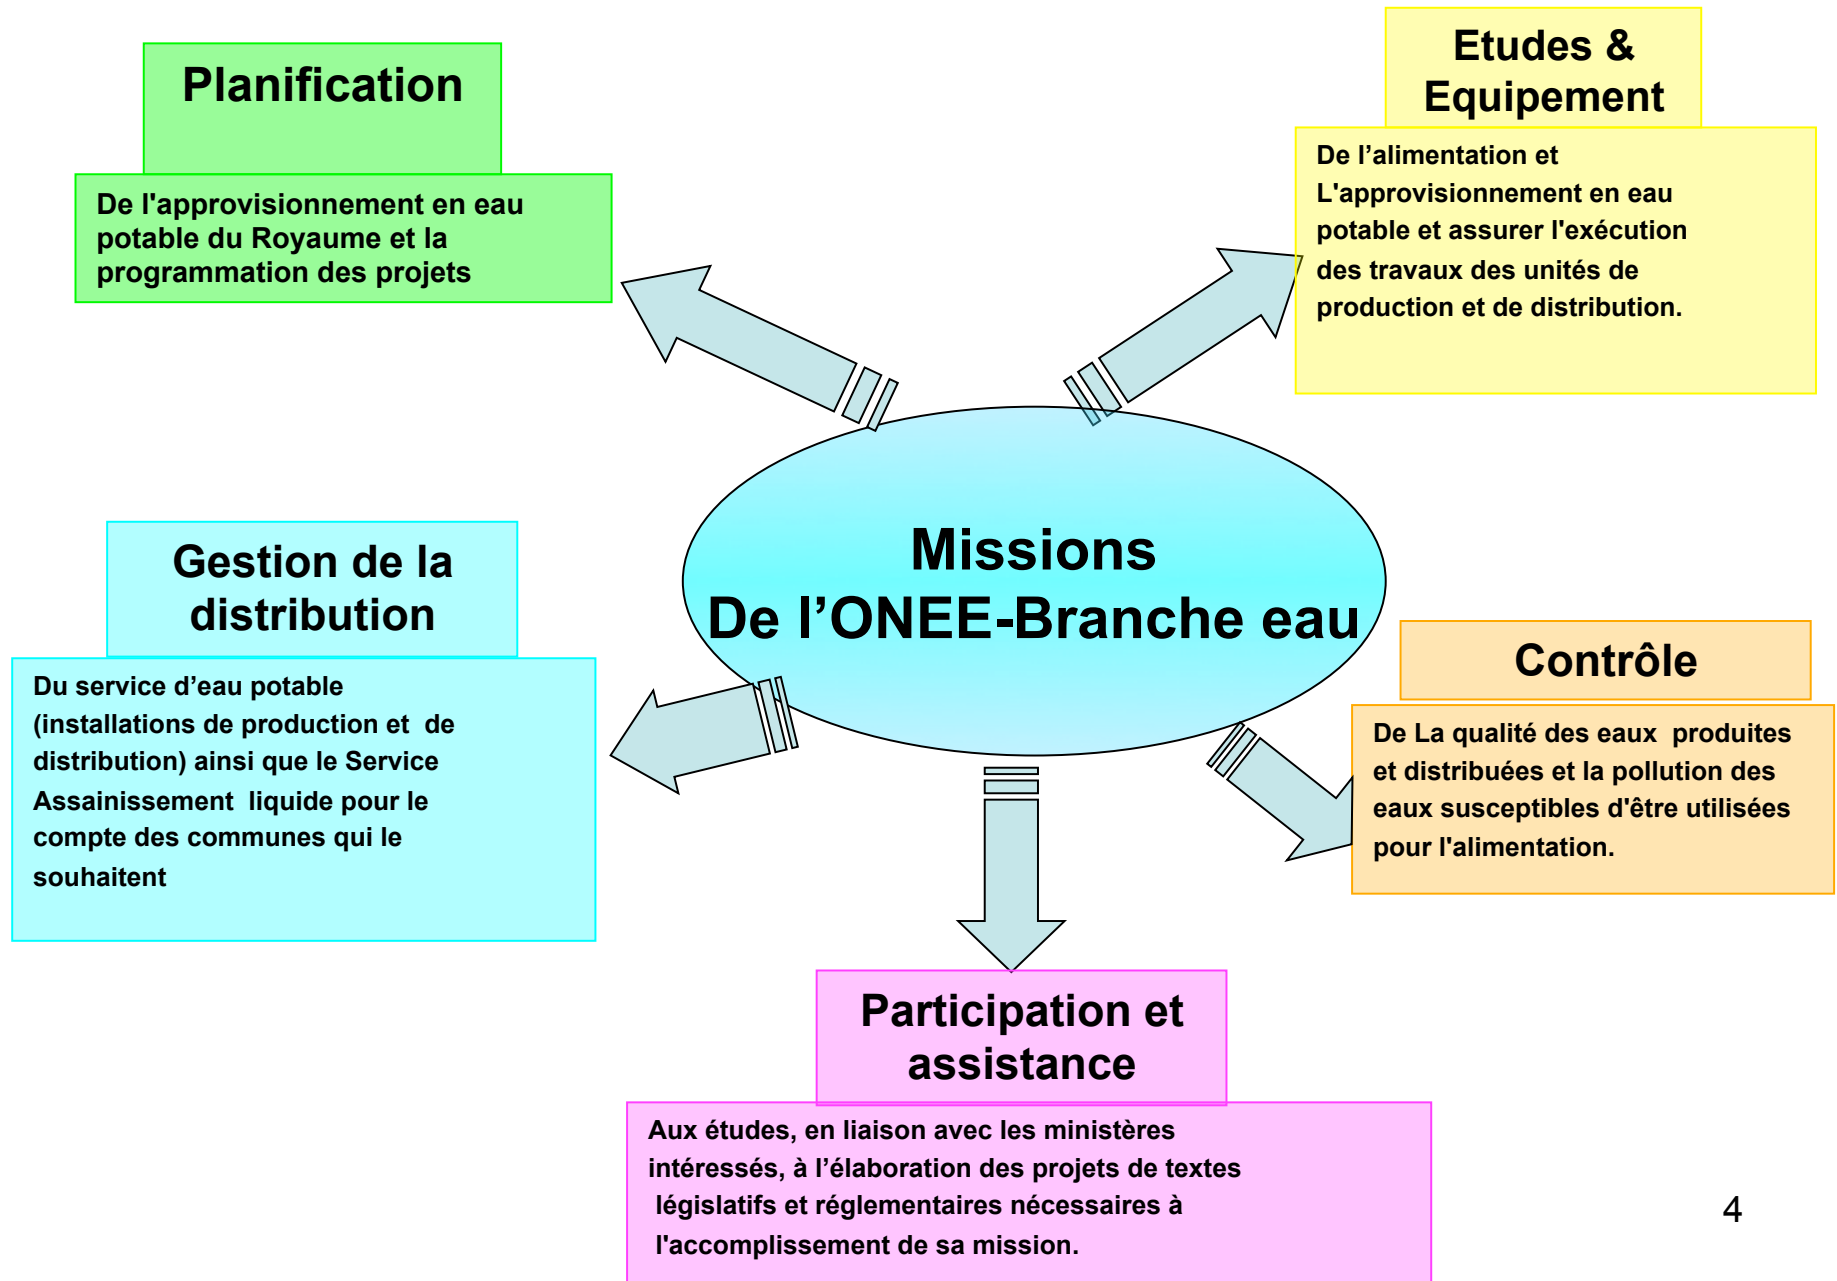 Planification
De l'approvisionnement en eau
potable du Royaume et la
programmation des projets
Etudes &
Equipement
De l’alimentation et
L'approvisionnement en eau
potable et assurer l'exécution
des travaux des unités de
production et de distribution.
Missions
De l’ONEE-Branche eau
Gestion de la
distribution
Du service d’eau potable
(installations de production et  de
distribution) ainsi que le Service
Assainissement  liquide pour le
compte des communes qui le
souhaitent
Contrôle
De La qualité des eaux  produites
et distribuées et la pollution des
eaux susceptibles d'être utilisées
pour l'alimentation.
Participation et
assistance
Aux études, en liaison avec les ministères
intéressés, à l’élaboration des projets de textes
législatifs et réglementaires nécessaires à
l'accomplissement de sa mission.
4